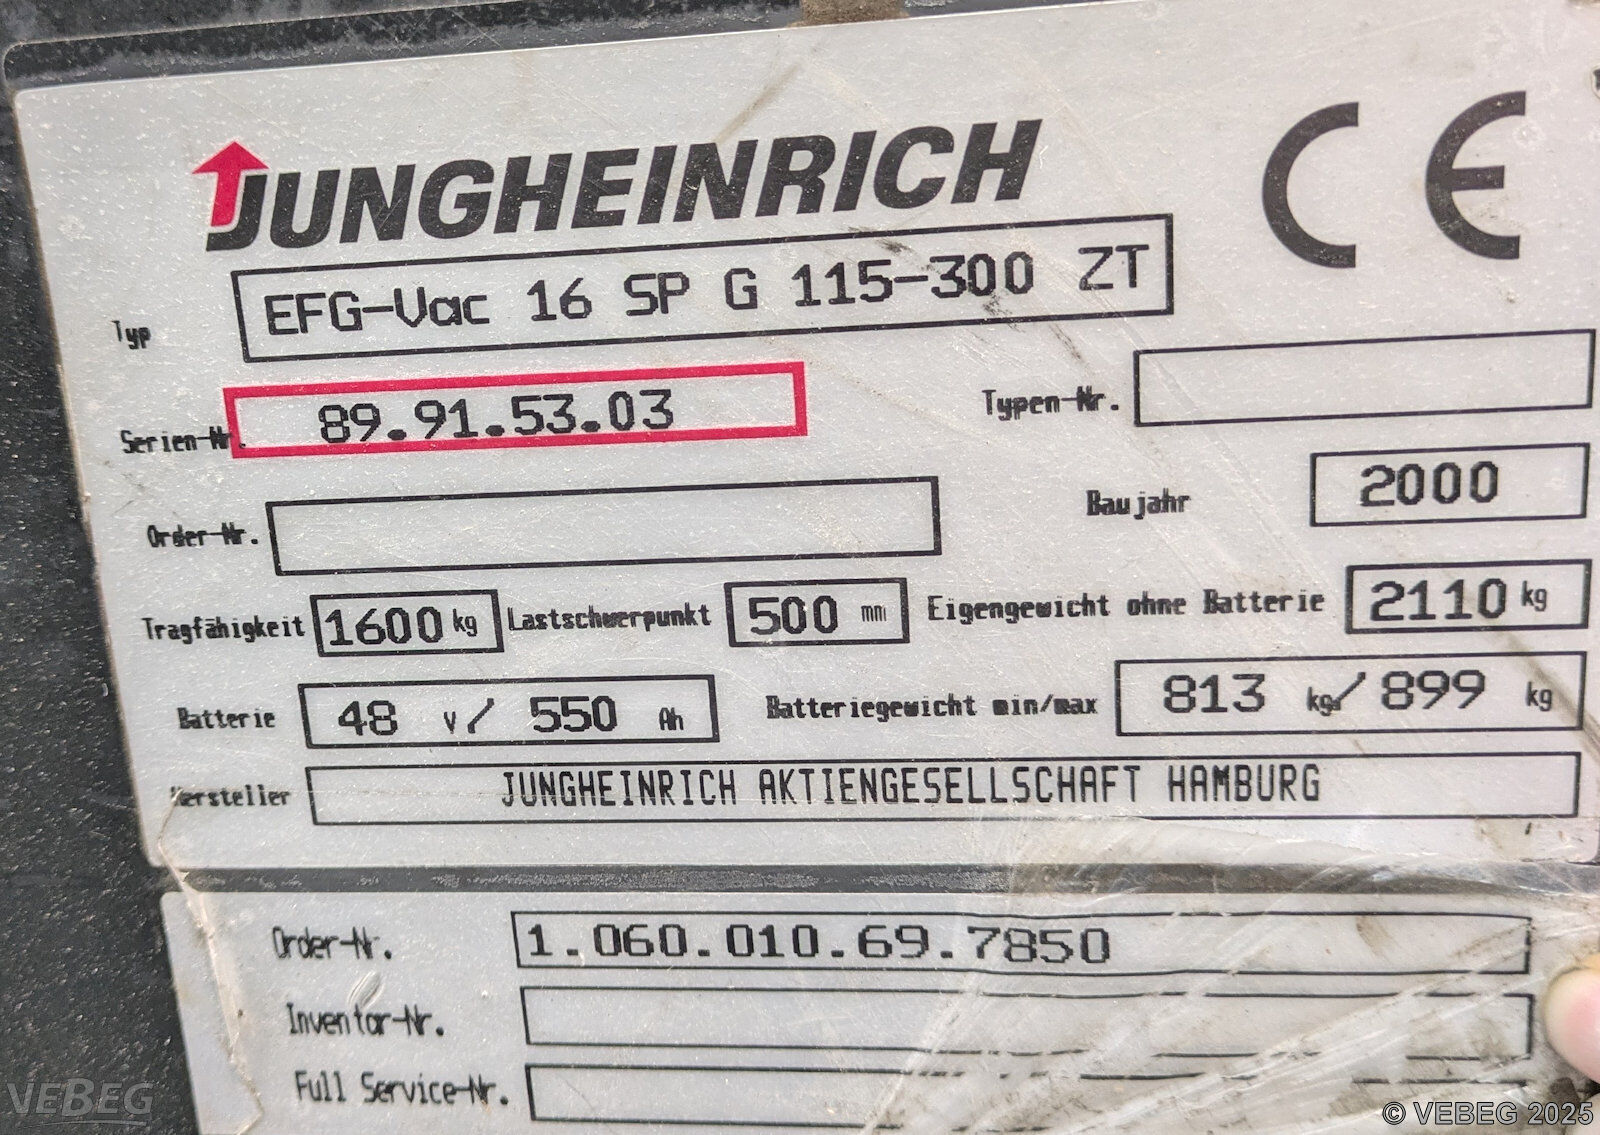 JUNGHEINRICH CE
Typ EFG-Vac 16 SP G 115-300 ZT
Serien-Nr. 89.91.53.03 Typen-Nr.
Order-Nr. Baujahr 2000
Tragfähigkeit 1600 kg Lastschwerpunkt 500 mm Eigengewicht ohne Batterie 2110 kg
Batterie 48 V / 550 Ah Batteriegewicht min/max 813 kg/ 899 kg
Hersteller JUNGHEINRICH AKTIENGESELLSCHAFT HAMBURG
Order-Nr. 1.060.010.69.7850
Inventar-Nr.
Full Service-Nr.
VEBEG
© VEBEG 2025